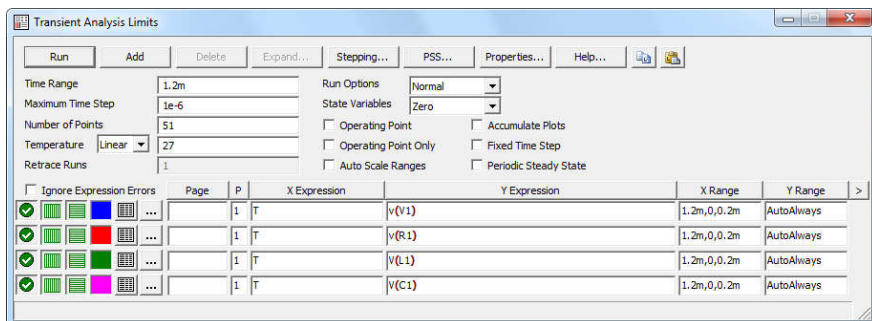 Transient Analysis Limits
Run Add Delete Expand... Stepping... PSS... Properties... Help...
Time Range 1.2m Run Options Normal
Maximum Time Step 1e-6 State Variables Zero
Number of Points 51 Operating Point Accumulate Plots
Temperature Linear 27 Operating Point Only Fixed Time Step
Retrace Runs 1 Auto Scale Ranges Periodic Steady State
Ignore Expression Errors Page P X Expression Y Expression X Range Y Range >
... 1 T v(V1) 1.2m,0,0.2m AutoAlways
... 1 T v(R1) 1.2m,0,0.2m AutoAlways
... 1 T v(L1) 1.2m,0,0.2m AutoAlways
... 1 T v(C1) 1.2m,0,0.2m AutoAlways